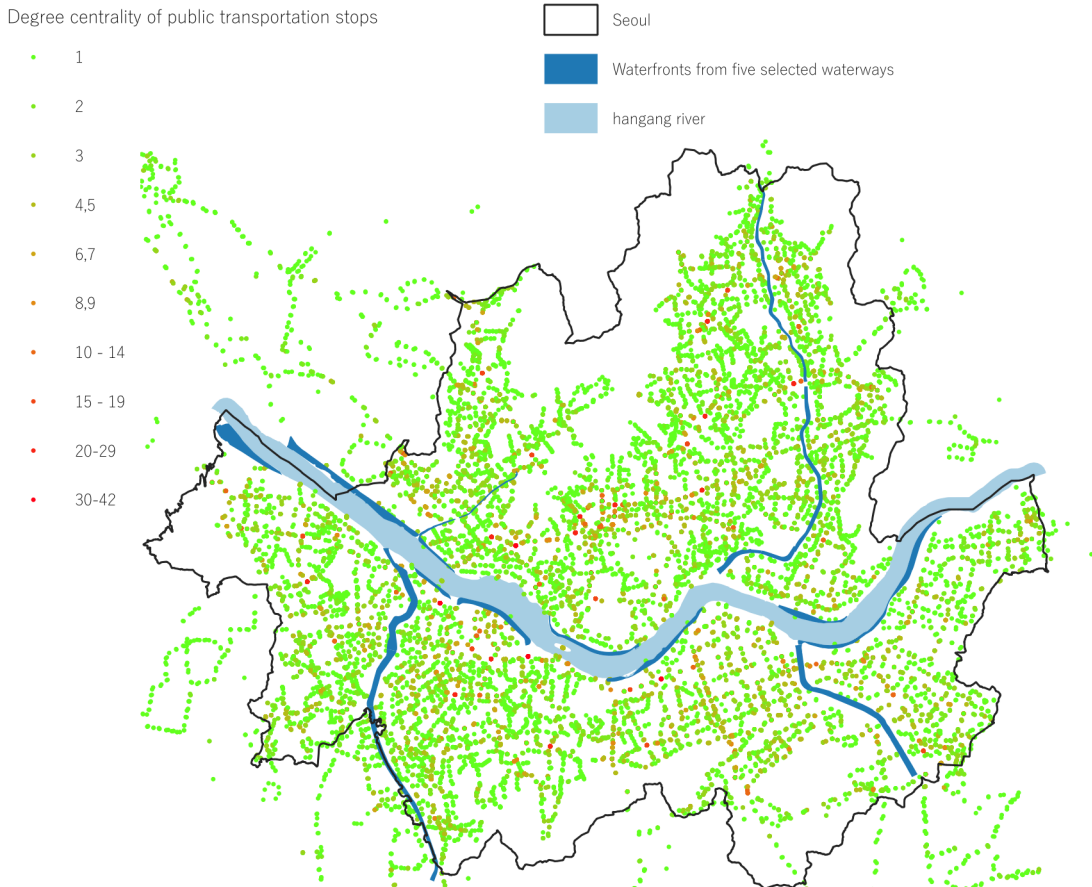 Degree centrality of public transportation stops
1
2
3
4,5
6,7
8,9
10 - 14
15 - 19
20-29
30-42
Seoul
Waterfronts from five selected waterways
hangang river